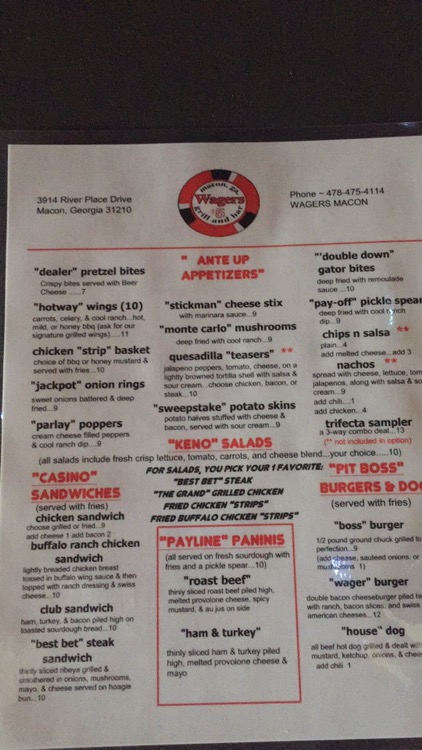 3914 River Place Drive
Macon, Georgia 31210
macon, ga.
Wagers
$5
grill and bar
Phone ~ 478-475-4114
WAGERS MACON
" ANTE UP
APPETIZERS"
"dealer" pretzel bites
Crispy bites served with Beer
Cheese ......7
"hotway" wings (10)
carrots, celery, & cool ranch...hot,
mild, or honey bbq (ask for our
signature grilled wings).....11
chicken "strip" basket
choice of bbq or honey mustard &
served with fries...10
"jackpot" onion rings
sweet onions battered & deep
fried...9
"parlay" poppers
cream cheese filled peppers
& cool ranch dip...9
"stickman" cheese stix
with marinara sauce...9
"monte carlo" mushrooms
deep fried with cool ranch...9
quesadilla "teasers" **
jalapeno peppers, tomato, cheese, on a
lightly browned tortilla shell with salsa &
sour cream...choose chicken, bacon, or
steak...10
"sweepstake" potato skins
potato halves stuffed with cheese &
bacon, served with sour cream...9
"'double down"
gator bites
deep fried with remoulade
sauce ...10
"pay-off" pickle spear
deep fried with cool ranch
dip...9
chips n salsa **
plain...4
add melted cheese...add 3
nachos **
spread with cheese, lettuce, tom
jalapenos, along with salsa & so
cream...9
add chili....1
add chicken...4
trifecta sampler
a 3-way combo deal...13
(** not included in option)
"KENO" SALADS
(all salads include fresh crisp lettuce, tomato, carrots, and cheese blend...your choice.....10)
FOR SALADS, YOU PICK YOUR 1 FAVORITE:
"BEST BET" STEAK
"THE GRAND" GRILLED CHICKEN
FRIED CHICKEN "STRIPS"
FRIED BUFFALO CHICKEN "STRIPS"
"CASINO"
SANDWICHES
(served with fries)
chicken sandwich
choose grilled or fried...9
add cheese 1 add bacon 2
buffalo ranch chicken
sandwich
lightly breaded chicken breast
tossed in buffalo wing sauce & then
topped with ranch dressing & swiss
cheese...10
club sandwich
ham, turkey, & bacon piled high on
toasted sourdough bread...10
"best bet" steak
sandwich
thinly sliced ribeye grilled &
smothered in onions, mushrooms,
mayo, & cheese served on hoagie
bun...10
"PAYLINE" PANINIS
(all served on fresh sourdough with
fries and a pickle spear...10)
"roast beef"
thinly sliced roast beef piled high,
melted provolone cheese, spicy
mustard, & au jus on side
"ham & turkey"
thinly sliced ham & turkey piled
high, melted provolone cheese &
mayo
"PIT BOSS"
BURGERS & DO
(served with fries)
"boss" burger
1/2 pound ground chuck grilled to
perfection...9
(add cheese, sauteed onions, or
mushrooms 1)
"wager" burger
double bacon cheeseburger piled hi
with ranch, bacon slices, and swiss
american cheeses...12
"house" dog
all beef hot dog grilled & dealt with
mustard, ketchup, onions, & chee
add chili 1